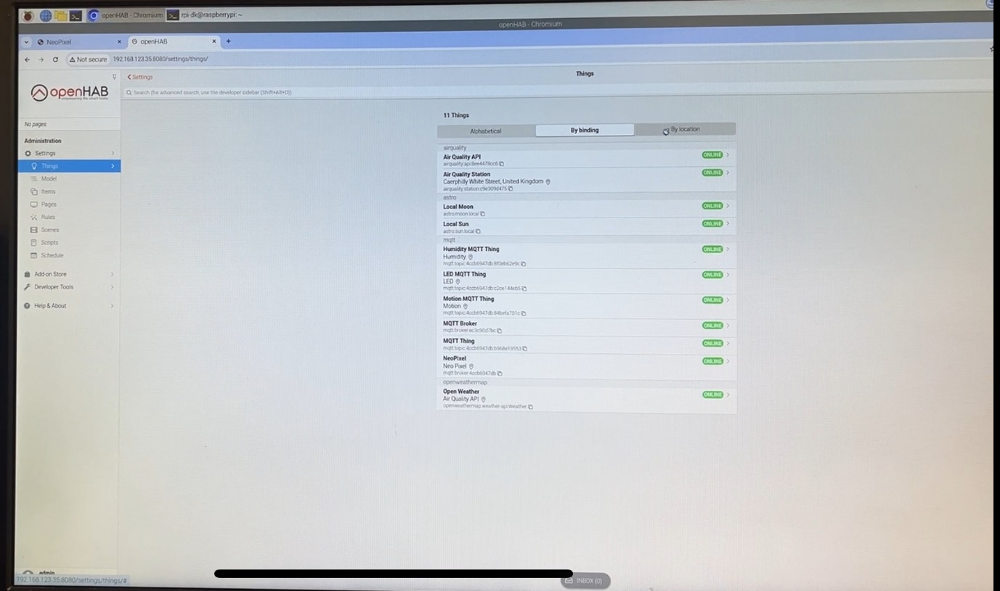 openHAB - Chromium
rpi-dk@raspberrypi: ~
openHAB - Chromium
NeoPixel
openHAB
Not secure
192.168.123.35:8080/settings/things/
openHAB
empowering the smart home
Settings
Things
Search (for advanced search, use the developer sidebar (Shift+Alt+D))
No pages
Administration
Settings
Things
Model
Items
Pages
Rules
Scenes
Scripts
Schedule
Add-on Store
Developer Tools
Help & About
11 Things
Alphabetical
By binding
By location
airquality
Air Quality API
ONLINE
Air Quality Station
ONLINE
Caerphilly White Street, United Kingdom
airquality:station:c9e309d475
astro
Local Moon
ONLINE
astro:moon:local
Local Sun
ONLINE
astro:sun:local
mqtt
Humidity MQTT Thing
ONLINE
Humidity
LED MQTT Thing
ONLINE
LED
mqtt:topic:4ccb6947db:c2ce144eb5
Motion MQTT Thing
ONLINE
Motion
mqtt:topic:4ccb6947db:84befa701c
MQTT Broker
ONLINE
mqtt:broker:ec3c90d7bc
MQTT Thing
ONLINE
mqtt:topic:4ccb6947db:b968e19553
NeoPixel
ONLINE
Neo Pixel
mqtt:broker:4ccb6947db
openweathermap
Open Weather
ONLINE
Air Quality API
openweathermap:weather-api:Weather
admin
192.168.123.35:8080/settings/things/#
INBOX (0)